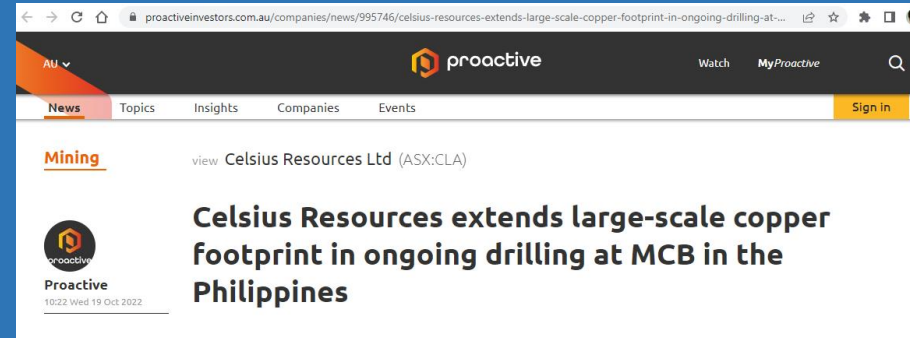 proactiveinvestors.com.au/companies/news/995746/celsius-resources-extends-large-scale-copper-footprint-in-ongoing-drilling-at-...
AU
proactive
Watch
MyProactive
News
Topics
Insights
Companies
Events
Sign in
Mining
view Celsius Resources Ltd (ASX:CLA)
Celsius Resources extends large-scale copper
footprint in ongoing drilling at MCB in the
Philippines
proactive
Proactive
10:22 Wed 19 Oct 2022